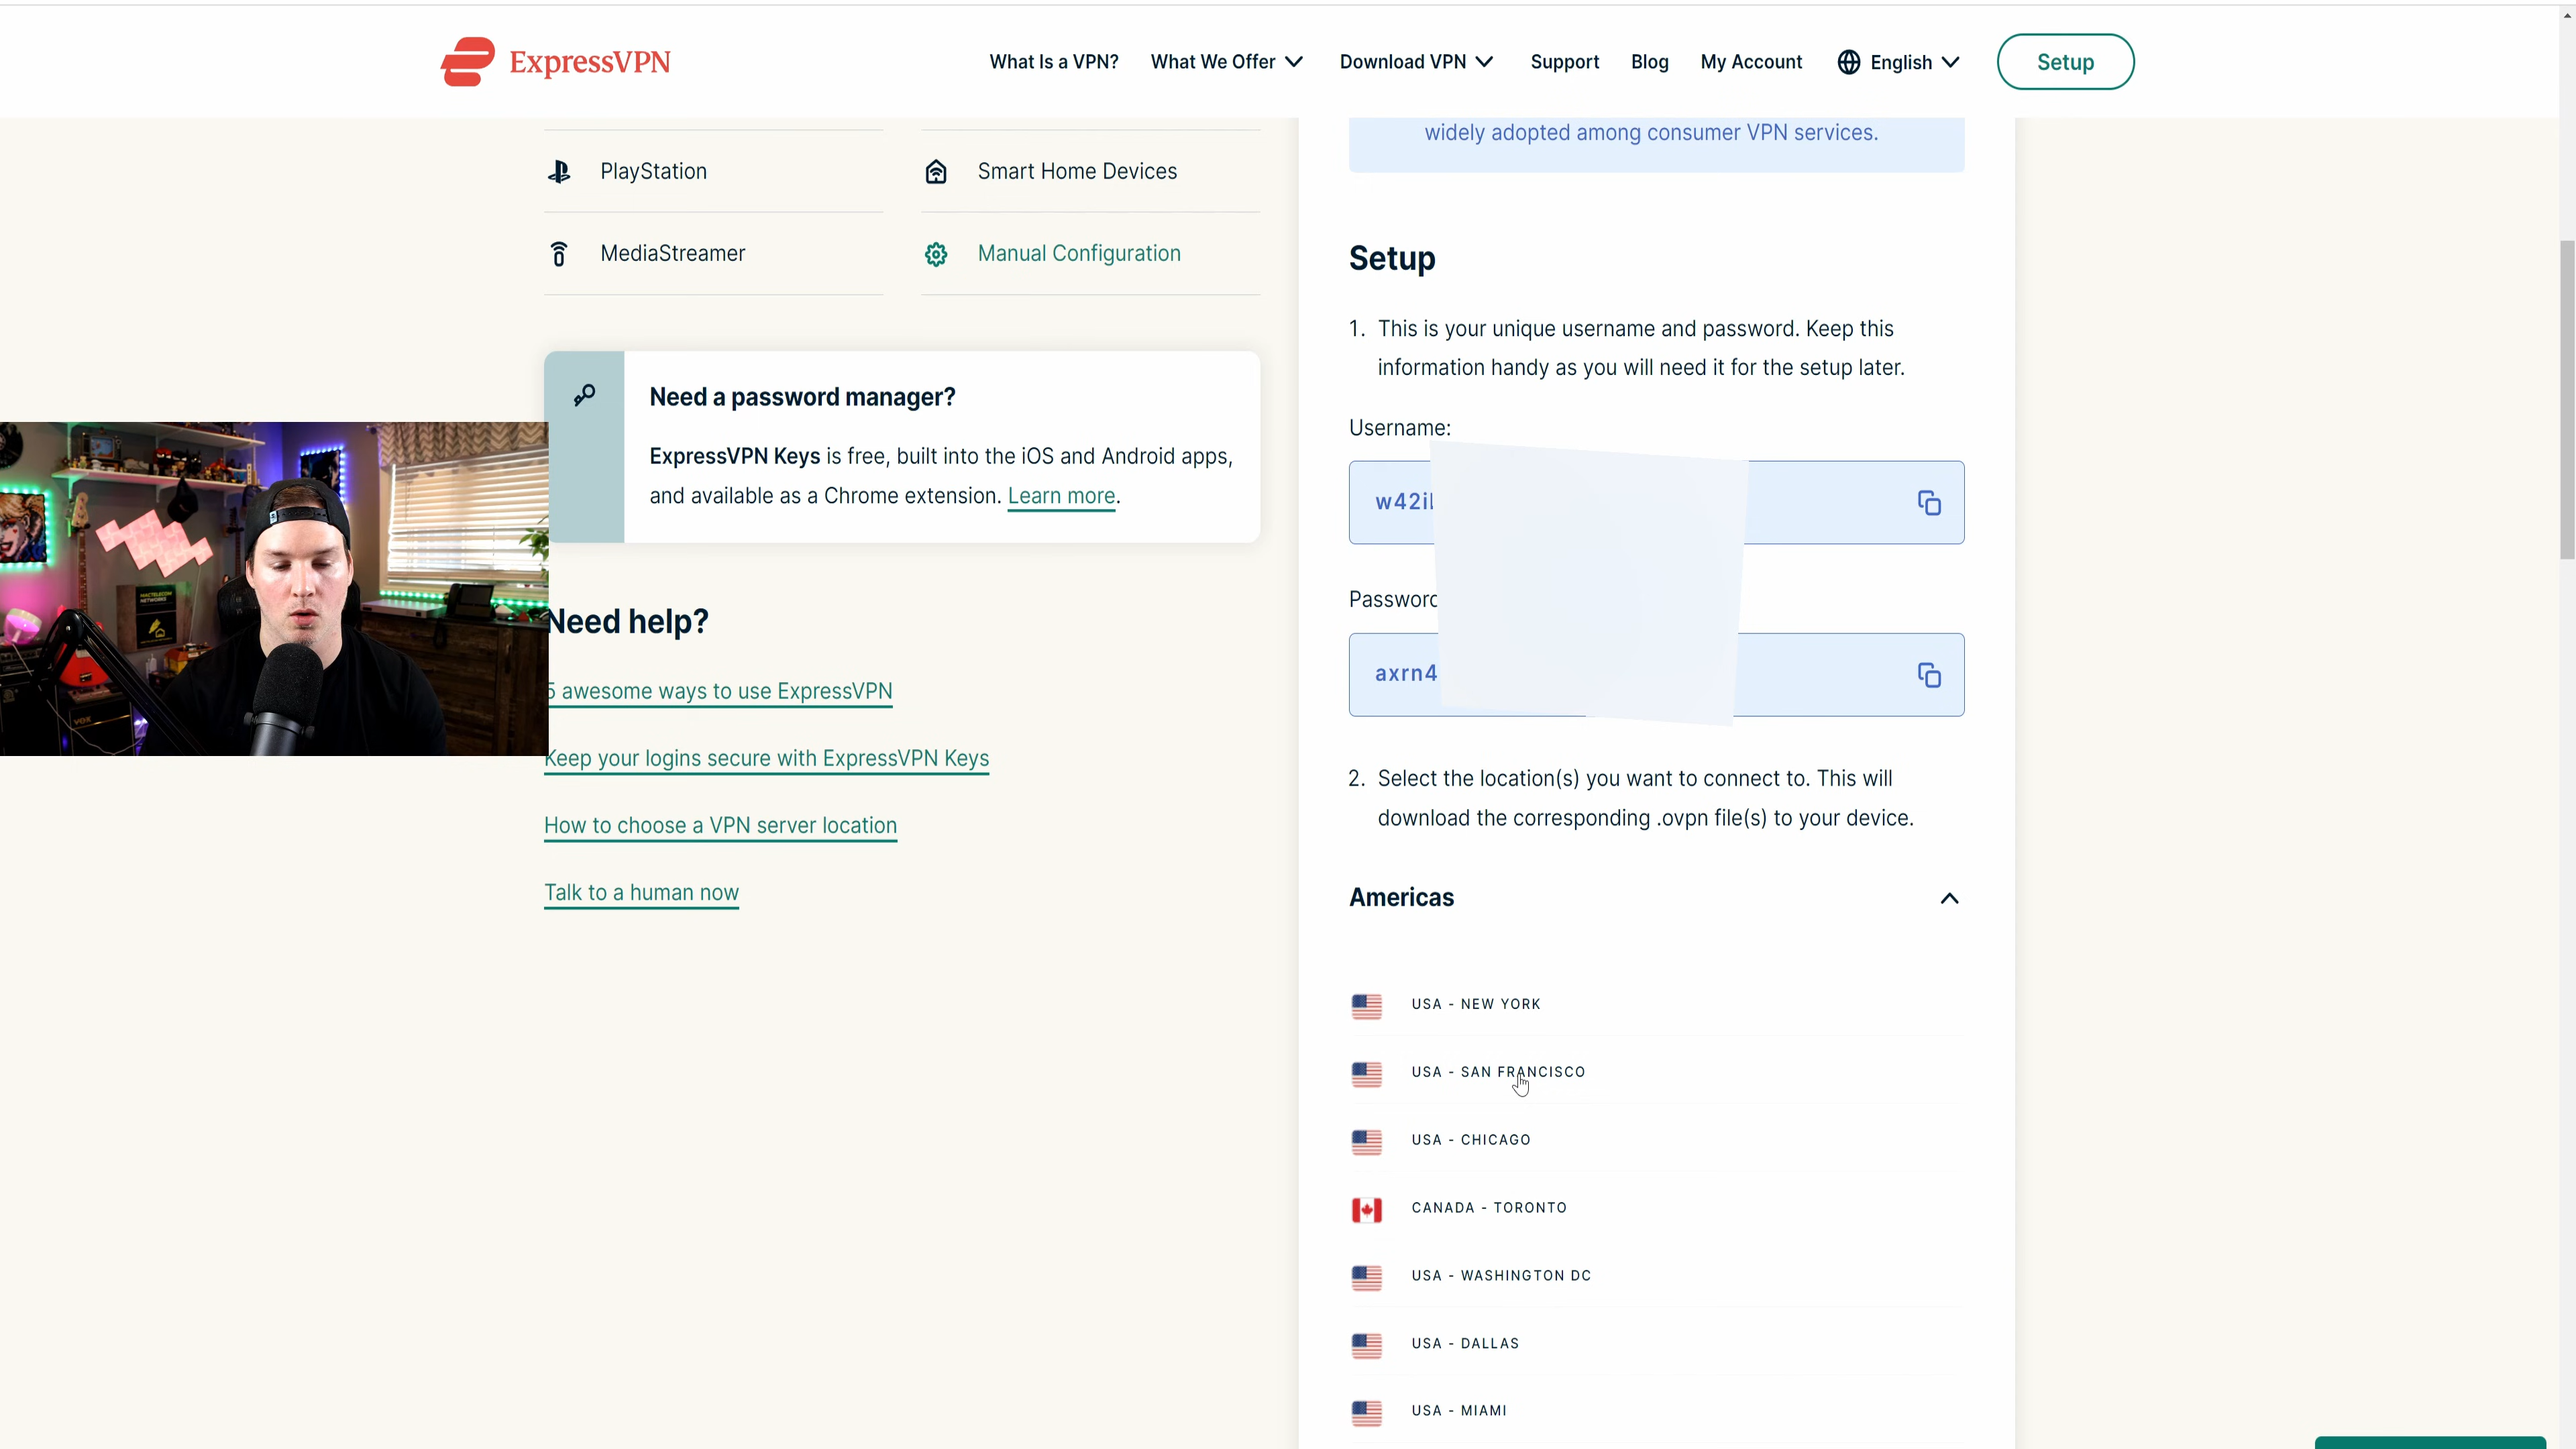 ExpressVPN
What Is a VPN?
What We Offer
Download VPN
Support
Blog
My Account
English
Setup
PlayStation
Smart Home Devices
MediaStreamer
Manual Configuration
Need a password manager?
ExpressVPN Keys is free, built into the iOS and Android apps,
and available as a Chrome extension. Learn more.
Need help?
5 awesome ways to use ExpressVPN
Keep your logins secure with ExpressVPN Keys
How to choose a VPN server location
Talk to a human now
MACTELECOM
NETWORKS
VOX
widely adopted among consumer VPN services.
Setup
1. This is your unique username and password. Keep this
information handy as you will need it for the setup later.
Username:
w42i
Password
axrn4
2. Select the location(s) you want to connect to. This will
download the corresponding .ovpn file(s) to your device.
Americas
USA - NEW YORK
USA - SAN FRANCISCO
USA - CHICAGO
CANADA - TORONTO
USA - WASHINGTON DC
USA - DALLAS
USA - MIAMI